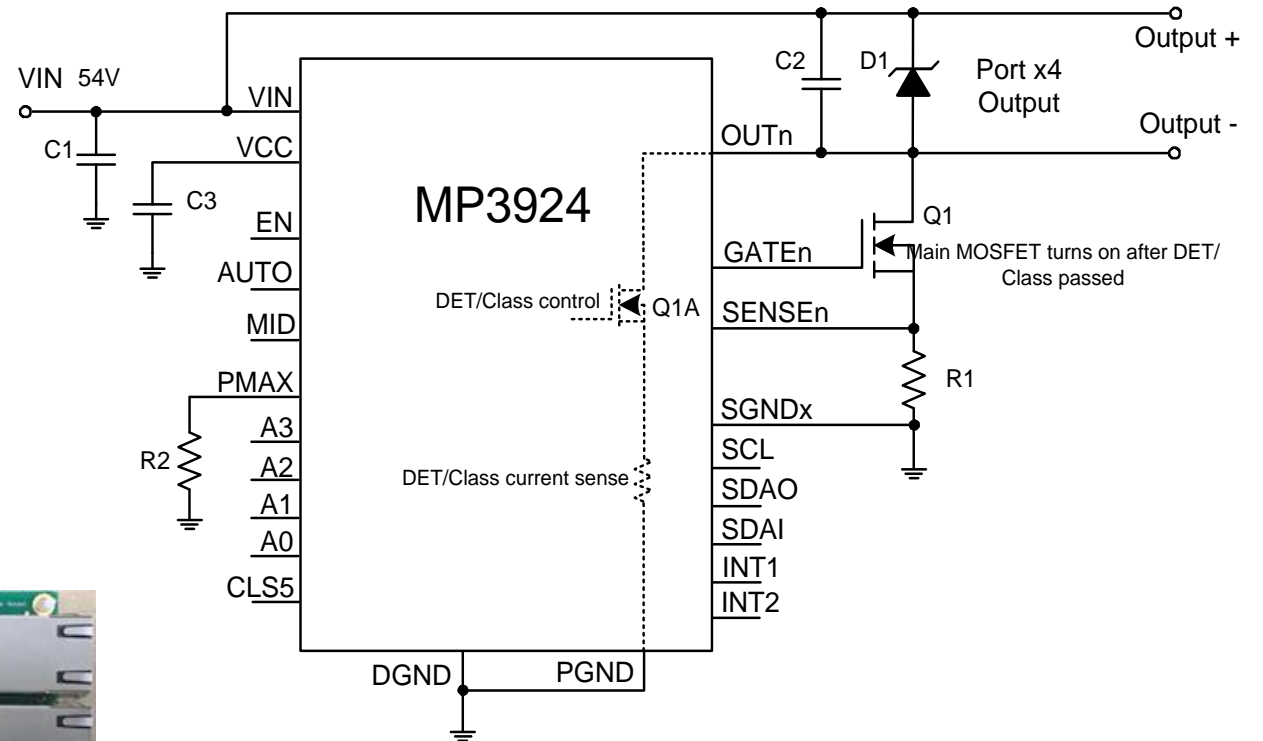 Output +
VIN 54V
VIN
C1
VCC
C3
EN
AUTO
MID
PMAX
R2
A3
A2
A1
A0
CLS5
MP3924
DET/Class control
Q1A
DET/Class current sense
DGND
PGND
C2
D1
Port x4
Output
Output -
OUTn
Q1
GATEn
Main MOSFET turns on after DET/
Class passed
SENSEn
R1
SGNDx
SCL
SDAO
SDAI
INT1
INT2